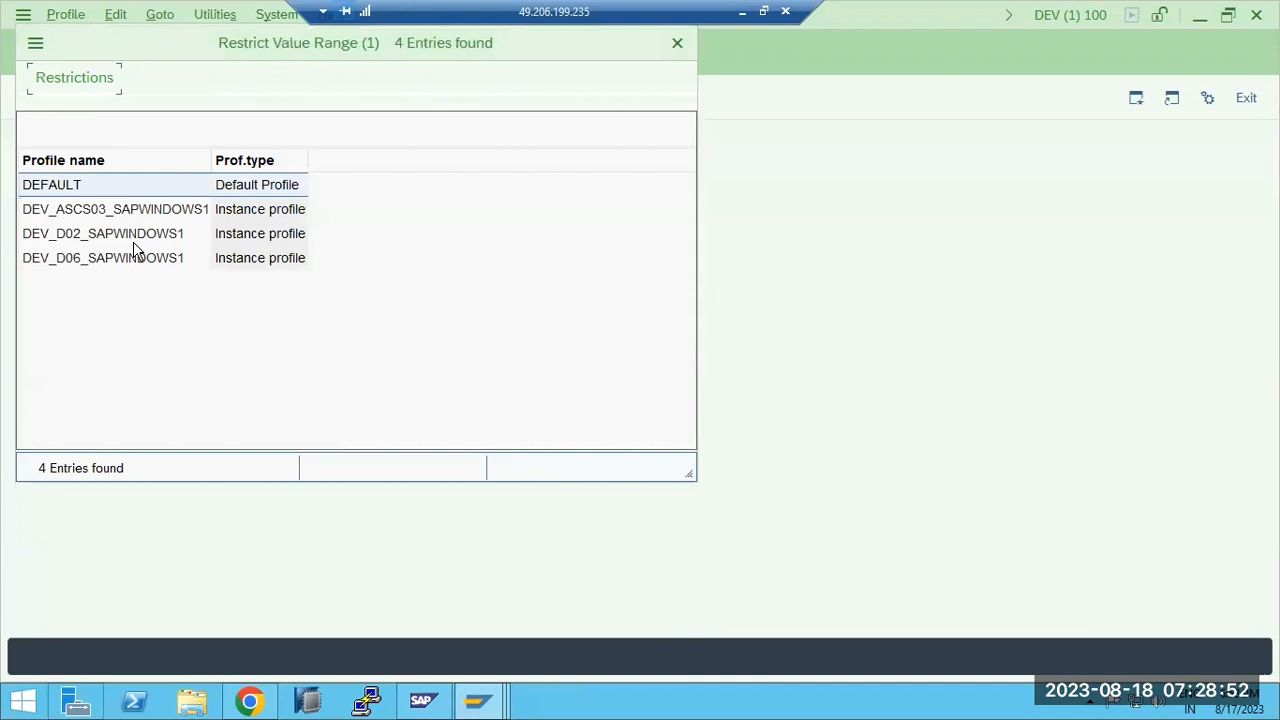 Profile Edit Goto Utilities System 49.206.199.235 DEV (1) 100
Restrict Value Range (1) 4 Entries found
Restrictions
Exit
Profile name Prof.type
DEFAULT Default Profile
DEV_ASCS03_SAPWINDOWS1 Instance profile
DEV_D02_SAPWINDOWS1 Instance profile
DEV_D06_SAPWINDOWS1 Instance profile
4 Entries found
SAP
2023-08-18 07:28:52
IN 8/17/2023